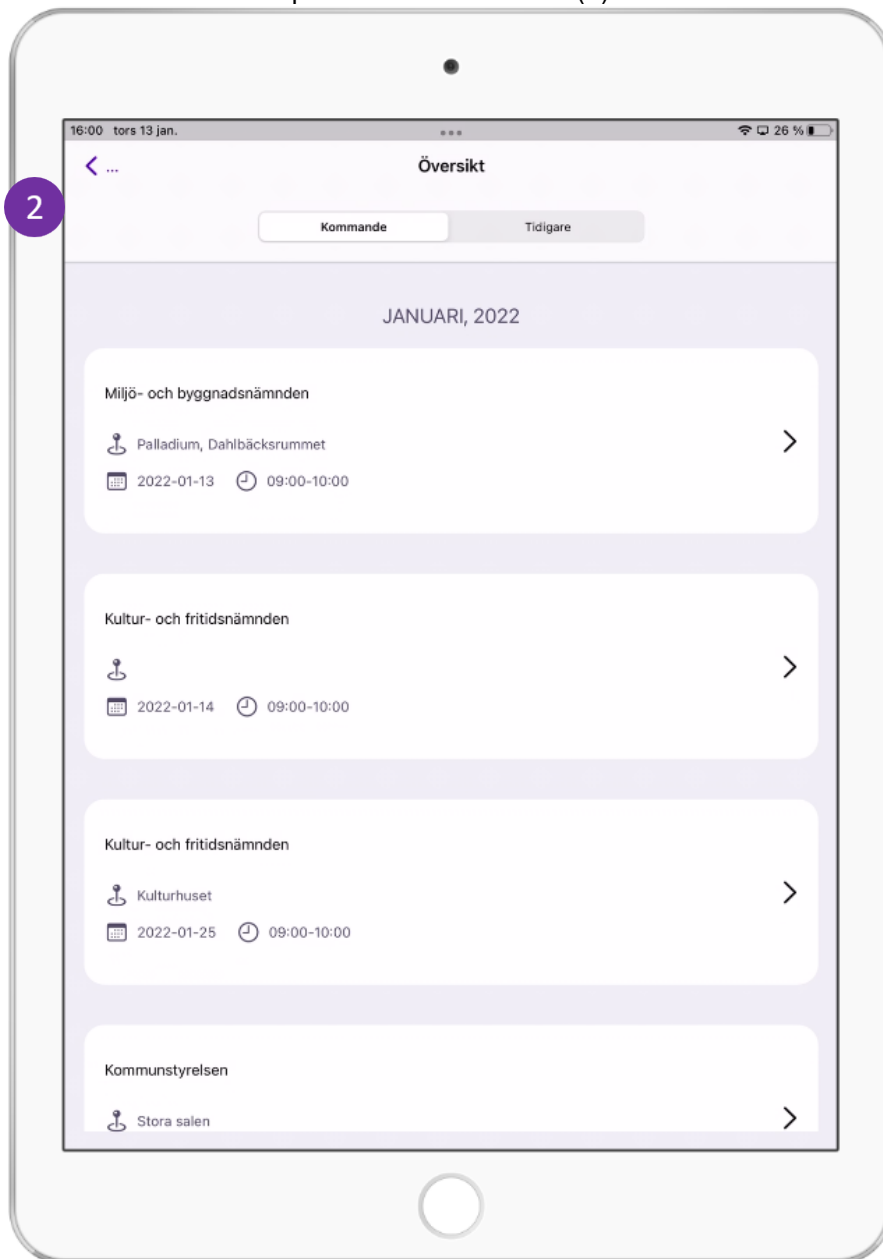 16:00 tors 13 jan.
26 %
...
Översikt
2
Kommande Tidigare
JANUARI, 2022
Miljö- och byggnadsnämnden
Palladium, Dahlbäcksrummet
2022-01-13 09:00-10:00
Kultur- och fritidsnämnden
2022-01-14 09:00-10:00
Kultur- och fritidsnämnden
Kulturhuset
2022-01-25 09:00-10:00
Kommunstyrelsen
Stora salen